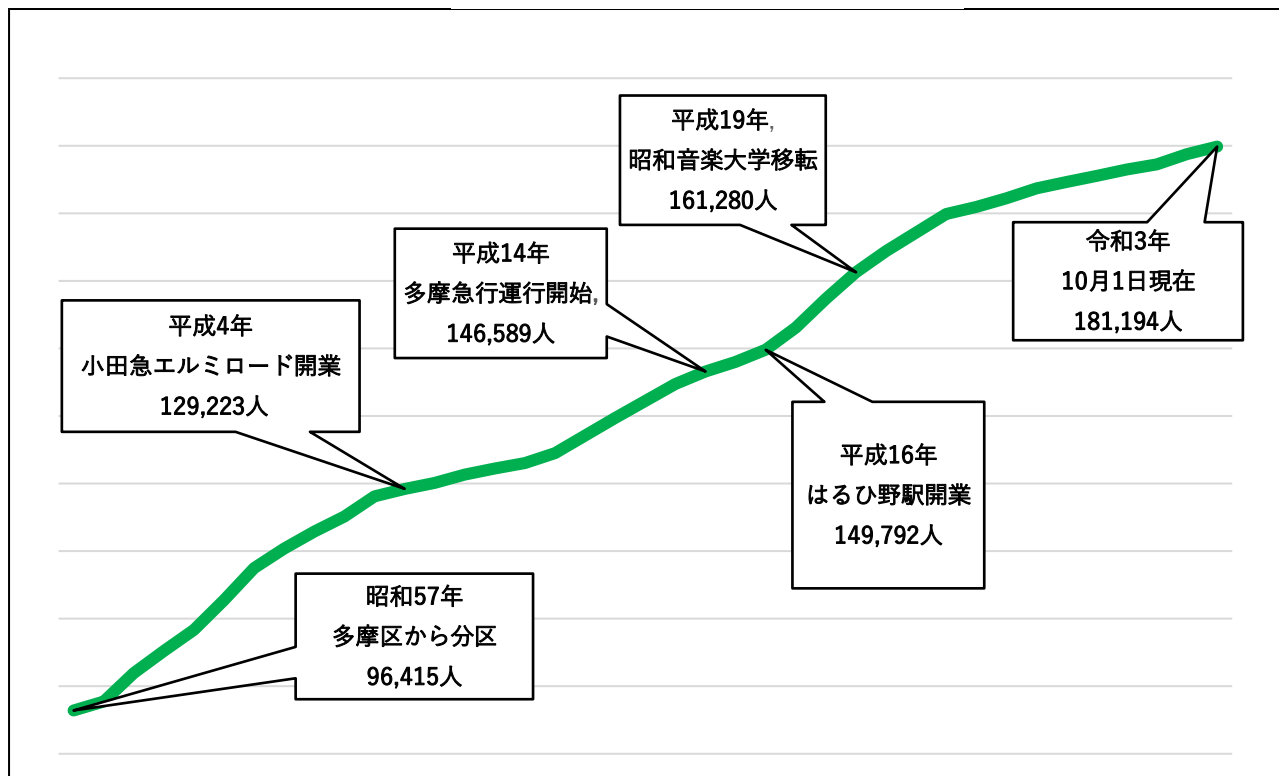 平成19年,
昭和音楽大学移転
161,280人
平成14年
多摩急行運行開始,
146,589人
令和3年
10月1日現在
181,194人
平成4年
小田急エルミロード開業
129,223人
平成16年
はるひ野駅開業
149,792人
昭和57年
多摩区から分区
96,415人